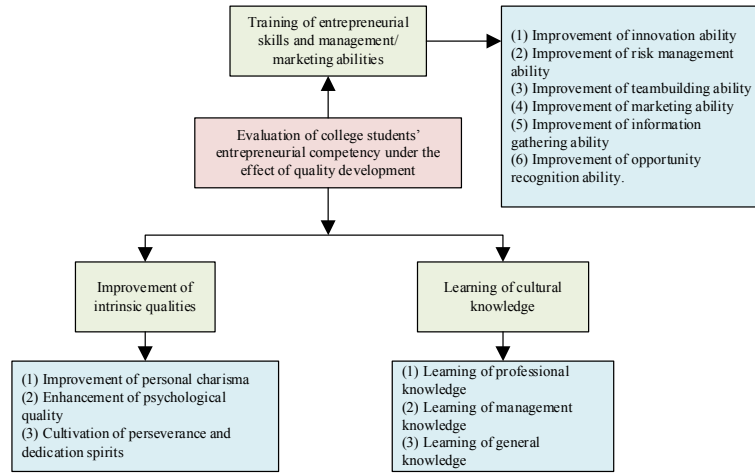 Training of entrepreneurial
skills and management/
marketing abilities
(1) Improvement of innovation ability
(2) Improvement of risk management
ability
(3) Improvement of teambuilding ability
(4) Improvement of marketing ability
(5) Improvement of information
gathering ability
(6) Improvement of opportunity
recognition ability.
Evaluation of college students’
entrepreneurial competency under the
effect of quality development
Improvement of
intrinsic qualities
Learning of cultural
knowledge
(1) Improvement of personal charisma
(2) Enhancement of psychological
quality
(3) Cultivation of perseverance and
dedication spirits
(1) Learning of professional
knowledge
(2) Learning of management
knowledge
(3) Learning of general
knowledge